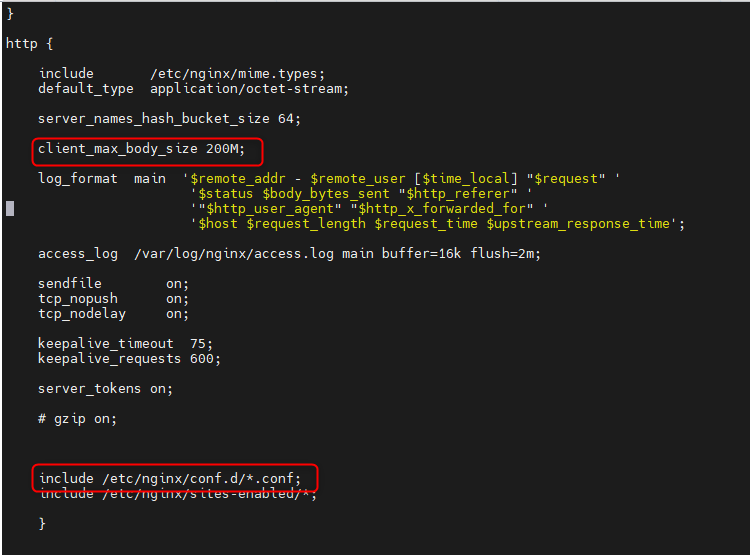 }
http {
include /etc/nginx/mime.types;
default_type application/octet-stream;
server_names_hash_bucket_size 64;
client_max_body_size 200M;
log_format main '$remote_addr - $remote_user [$time_local] "$request" '
'$status $body_bytes_sent "$http_referer" '
'"$http_user_agent" "$http_x_forwarded_for" '
'$host $request_length $request_time $upstream_response_time';
access_log /var/log/nginx/access.log main buffer=16k flush=2m;
sendfile on;
tcp_nopush on;
tcp_nodelay on;
keepalive_timeout 75;
keepalive_requests 600;
server_tokens on;
# gzip on;
include /etc/nginx/conf.d/*.conf;
include /etc/nginx/sites-enabled/*;
}